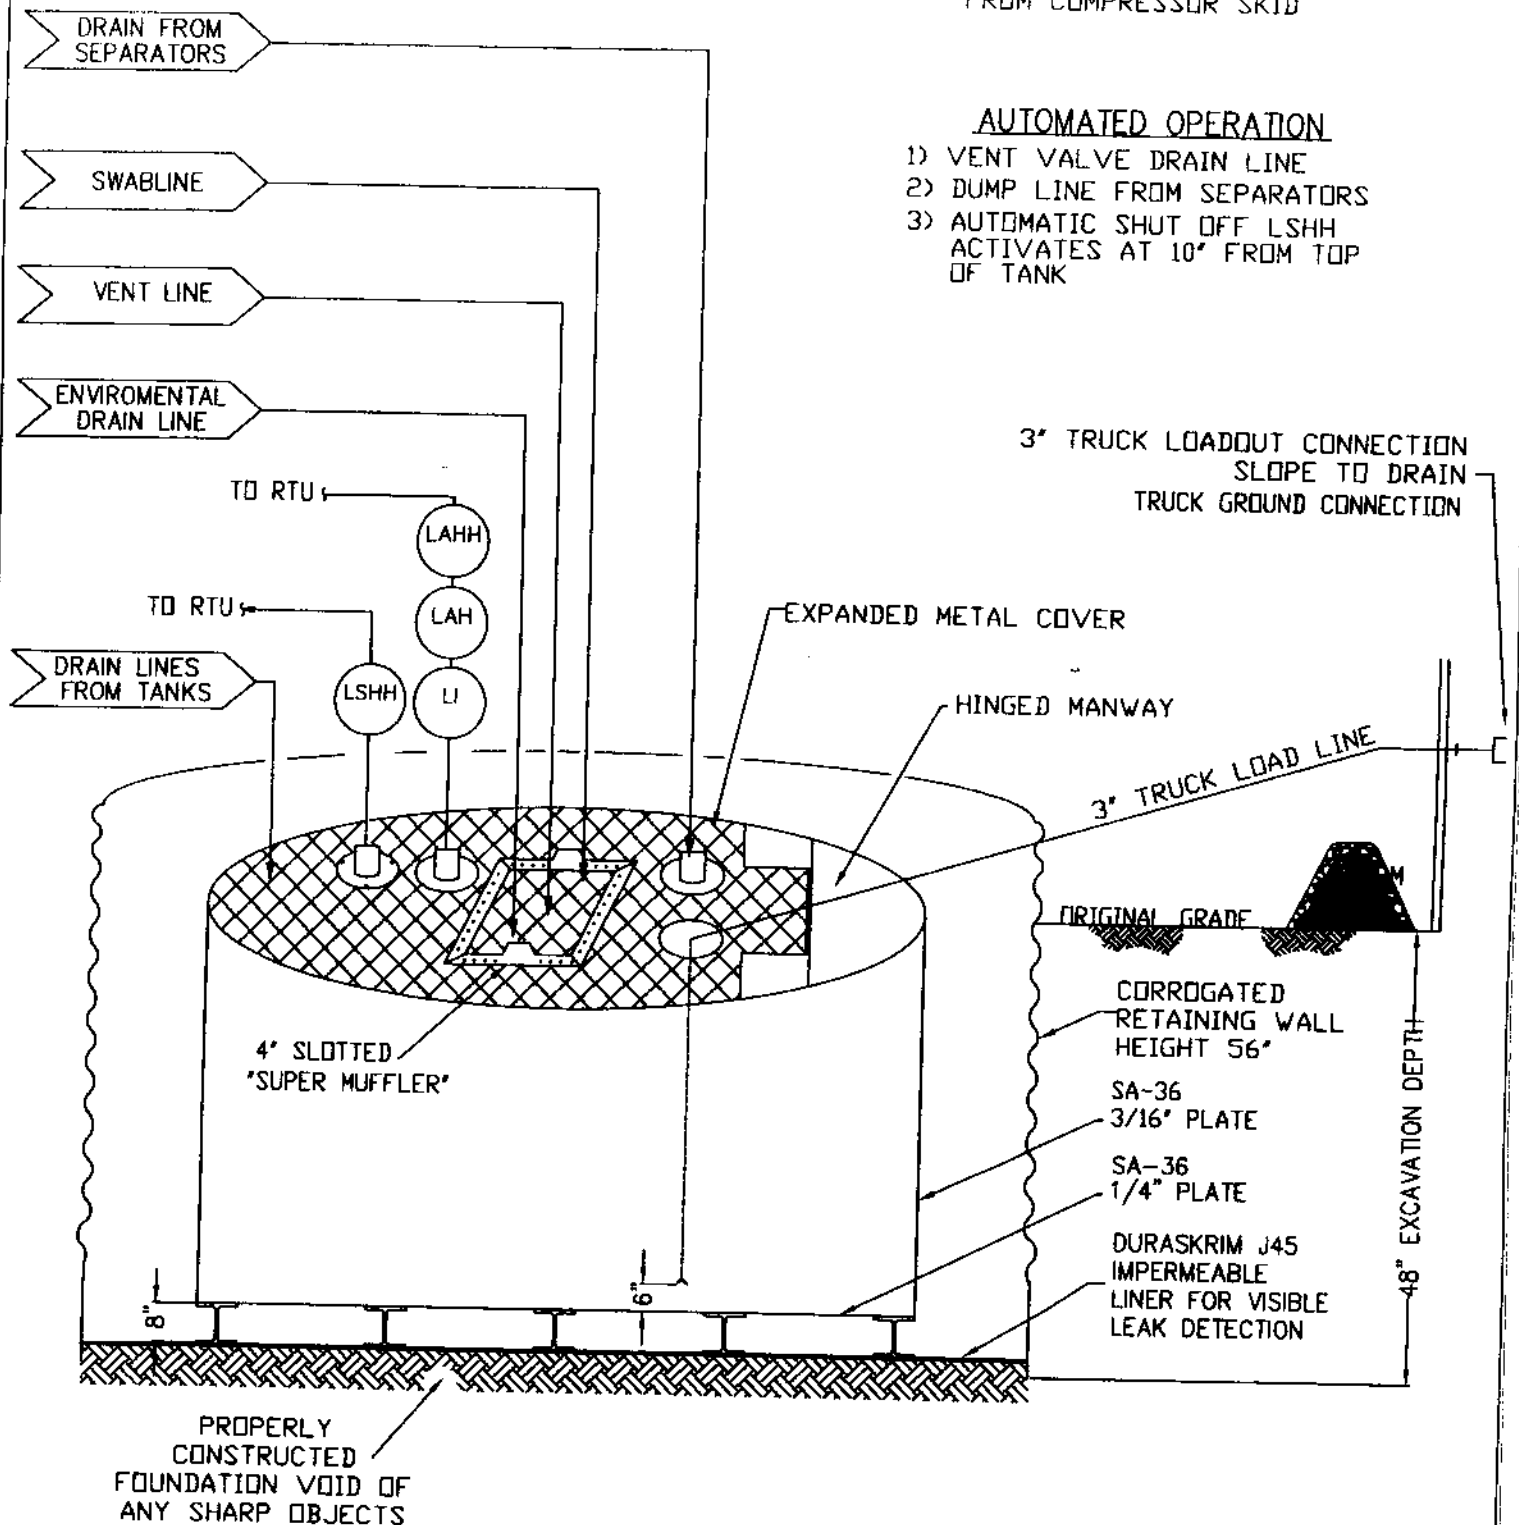 FROM COMPRESSOR SKID
DRAIN FROM
SEPARATORS
AUTOMATED OPERATION
1) VENT VALVE DRAIN LINE
2) DUMP LINE FROM SEPARATORS
3) AUTOMATIC SHUT OFF LSHH
ACTIVATES AT 10" FROM TOP
OF TANK
SWABLINE
VENT LINE
ENVIROMENTAL
DRAIN LINE
3" TRUCK LOADOUT CONNECTION
SLOPE TO DRAIN
TRUCK GROUND CONNECTION
TO RTU
LAHH
TO RTU
LAH
EXPANDED METAL COVER
DRAIN LINES
FROM TANKS
LSHH
LI
HINGED MANWAY
3" TRUCK LOAD LINE
M
ORIGINAL GRADE
CORROGATED
RETAINING WALL
HEIGHT 56"
4" SLOTTED
"SUPER MUFFLER"
SA-36
3/16" PLATE
SA-36
1/4" PLATE
48" EXCAVATION DEPTH
DURASKRIM J45
IMPERMEABLE
LINER FOR VISIBLE
LEAK DETECTION
8"
6"
PROPERLY
CONSTRUCTED
FOUNDATION VOID OF
ANY SHARP OBJECTS